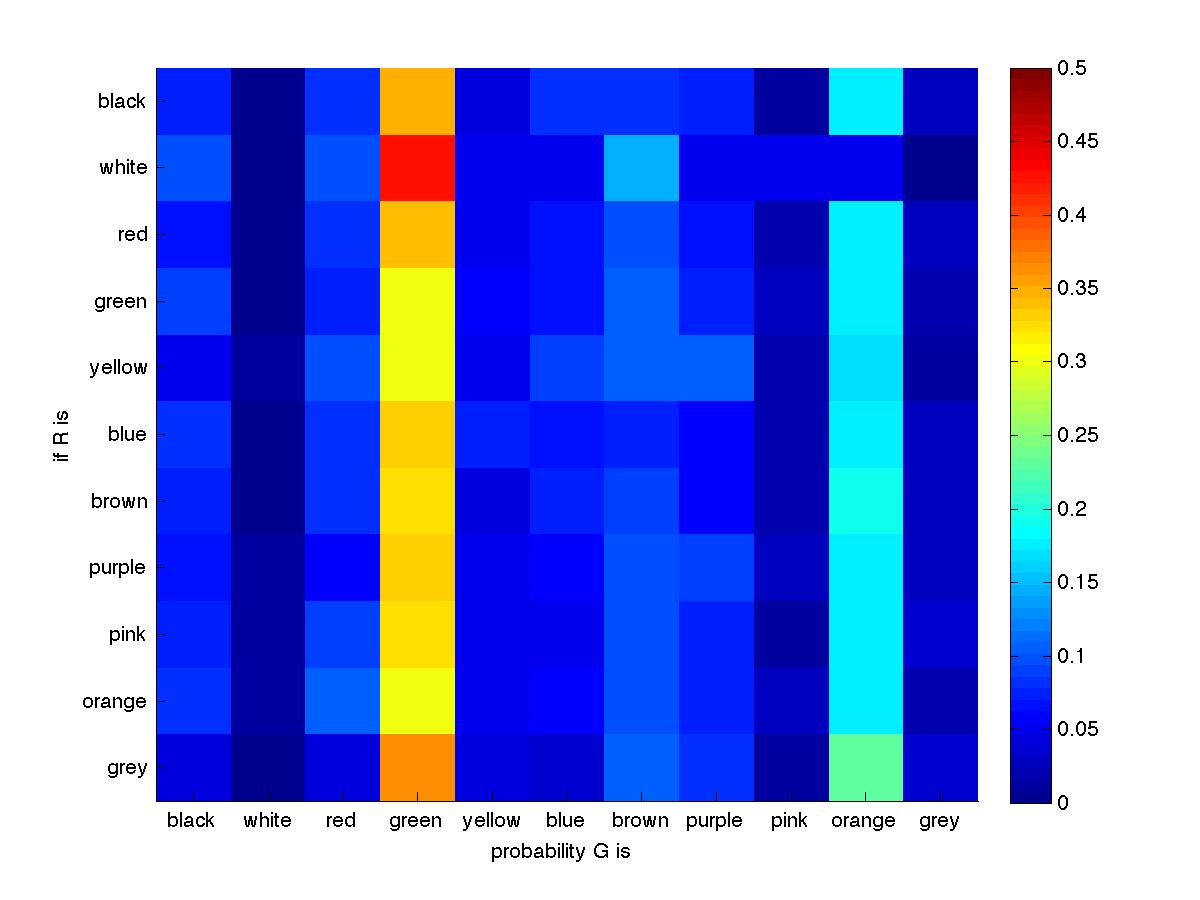 0.5
black
0.45
white
0.4
red
0.35
green
0.3
yellow
0.25
if R is
blue
0.2
brown
0.15
purple
0.1
pink
0.05
orange
grey
0
black white red green yellow blue brown purple pink orange grey
probability G is